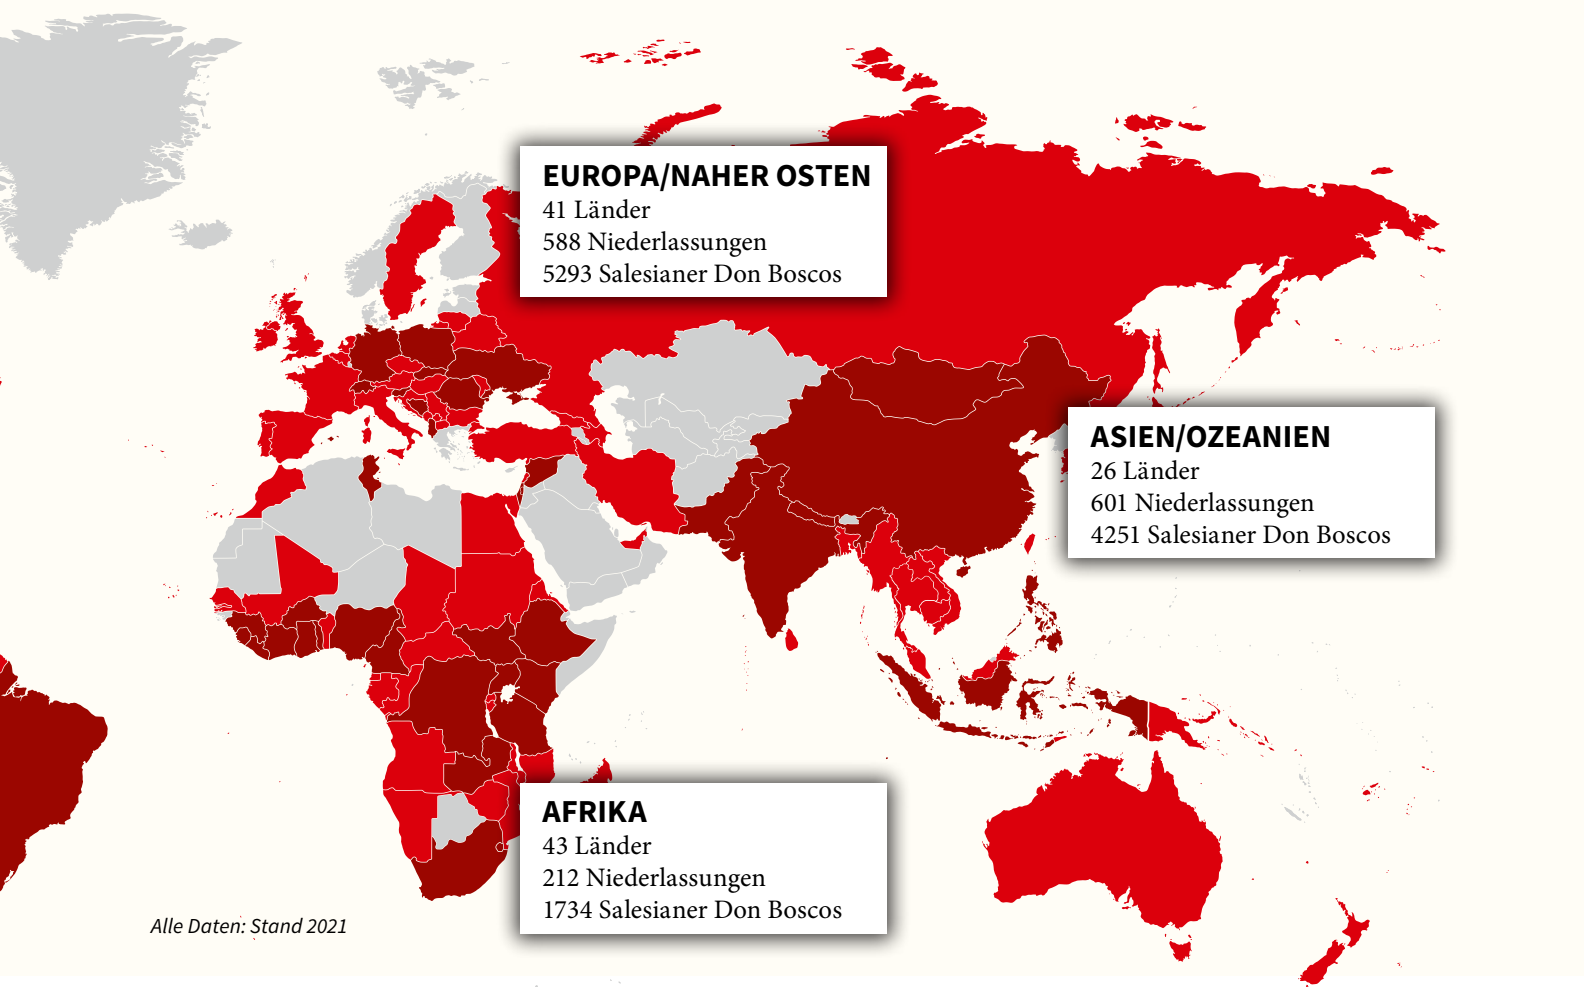 EUROPA/NAHER OSTEN
41 Länder
588 Niederlassungen
5293 Salesianer Don Boscos
ASIEN/OZEANIEN
26 Länder
601 Niederlassungen
4251 Salesianer Don Boscos
AFRIKA
43 Länder
212 Niederlassungen
1734 Salesianer Don Boscos
Alle Daten: Stand 2021